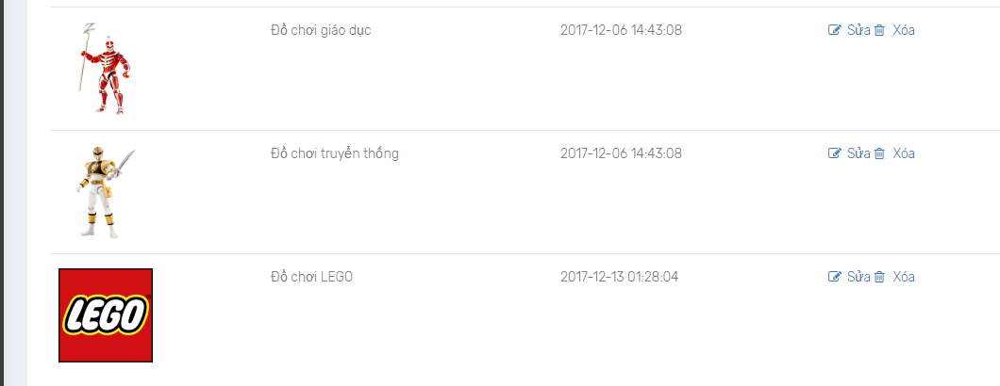 Đồ chơi giáo dục 2017-12-06 14:43:08 Sửa Xóa
Đồ chơi truyền thống 2017-12-06 14:43:08 Sửa Xóa
Đồ chơi LEGO 2017-12-13 01:28:04 Sửa Xóa
LEGO